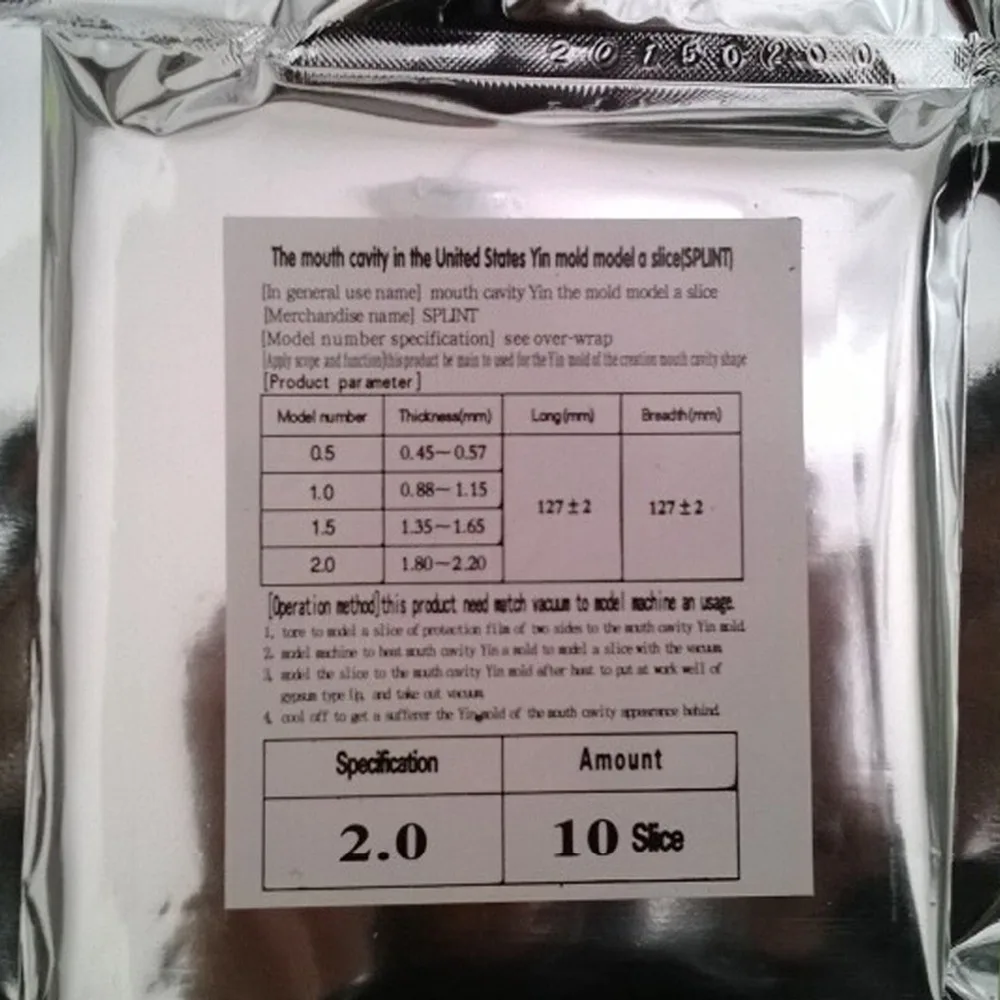 20150200
The mouth cavity in the United States Yin mold model a slice(SPLINT)
[In general use name] mouth cavity Yin the mold model a slice
[Merchandise name] SPLINT
[Model number specification] see over-wrap
[Apply scope and function]this product be main to used for the Yin mold of the creation mouth cavity shape
[Product parameter]
Model number Thickness(mm) Long(mm) Breadth(mm)
0.5 0.45~0.57
1.0 0.88~1.15
127±2 127±2
1.5 1.35~1.65
2.0 1.80~2.20
[Operation method]this product need match vacuum to model machine an usage.
1. tore to model a slice of protection film of two sides to the mouth cavity Yin mold
2. model machine to heat mouth cavity Yin a mold to model a slice with the vacuum
3. model the slice to the mouth cavity Yin mold after heat to put at work well of
gypsum type and take out vacuum
4. cool off to get a sufferer the Yin mold of the mouth cavity appearance behind.
Specification Amount
2.0 10 Slice